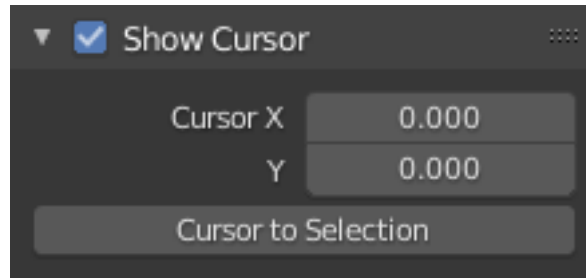 Show Cursor
Cursor X 0.000
Y 0.000
Cursor to Selection